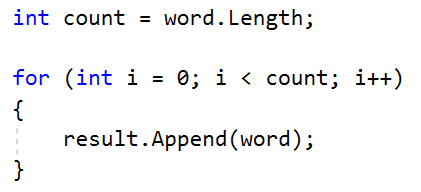 int count = word.Length;
for (int i = 0; i < count; i++)
{
    result.Append(word);
}